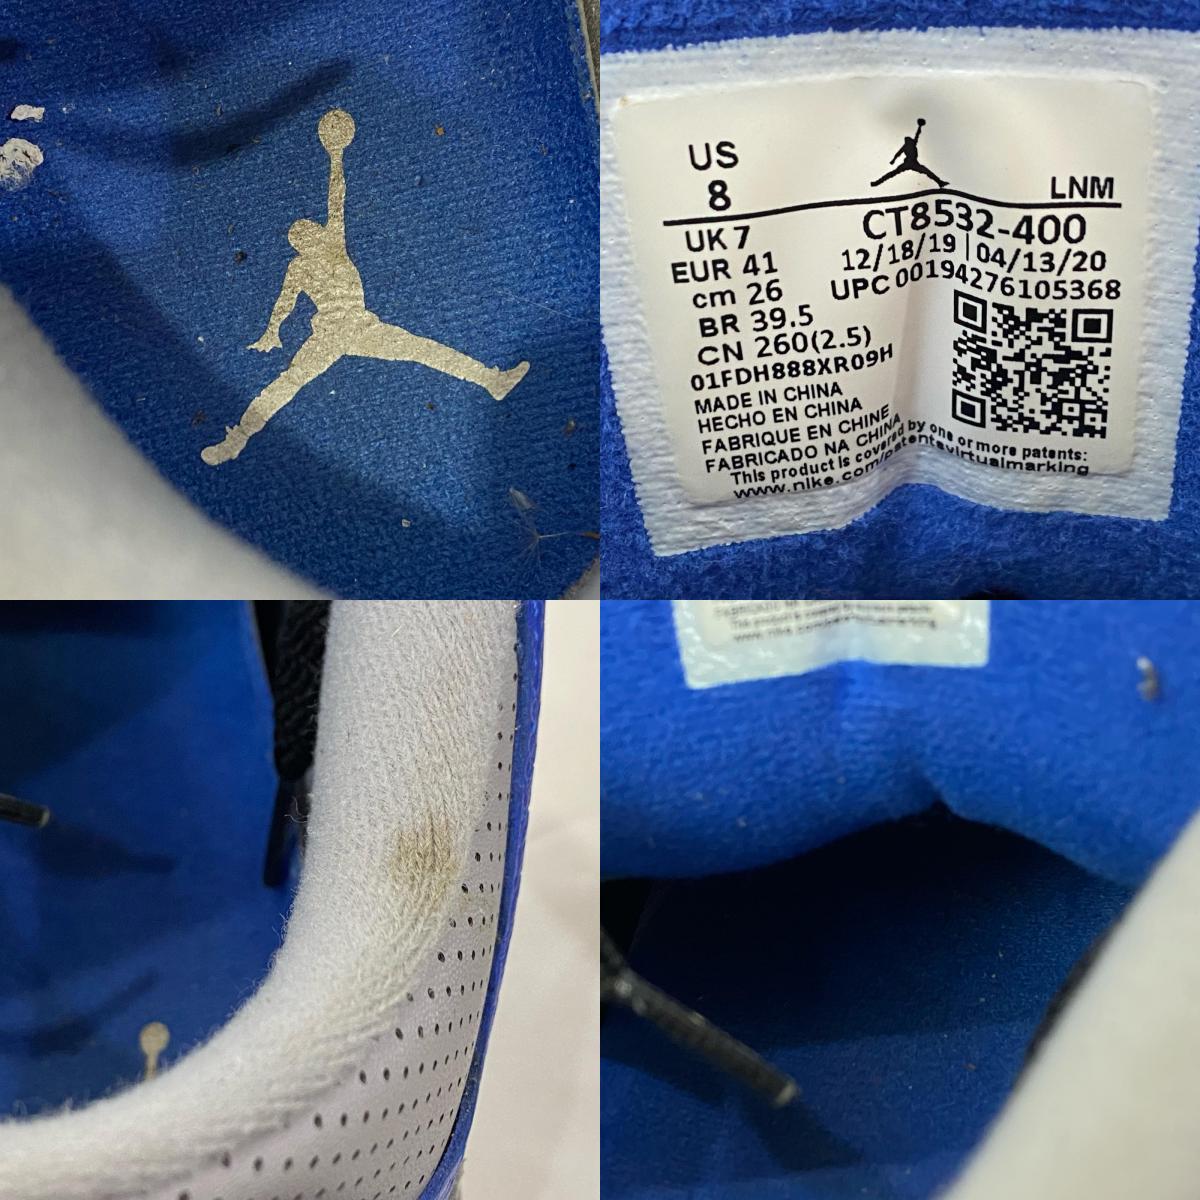 US
8
LNM
UK 7
CT8532-400
EUR 41
12/18/19 | 04/13/20
cm 26
UPC 00194276105368
BR 39.5
CN 260(2.5)
01FDH888XR09H
MADE IN CHINA
HECHO EN CHINA
FABRIQUE EN CHINE
FABRICADO NA CHINA
This product is covered by one or more patents:
www.nike.com/patentsvirtualmarking